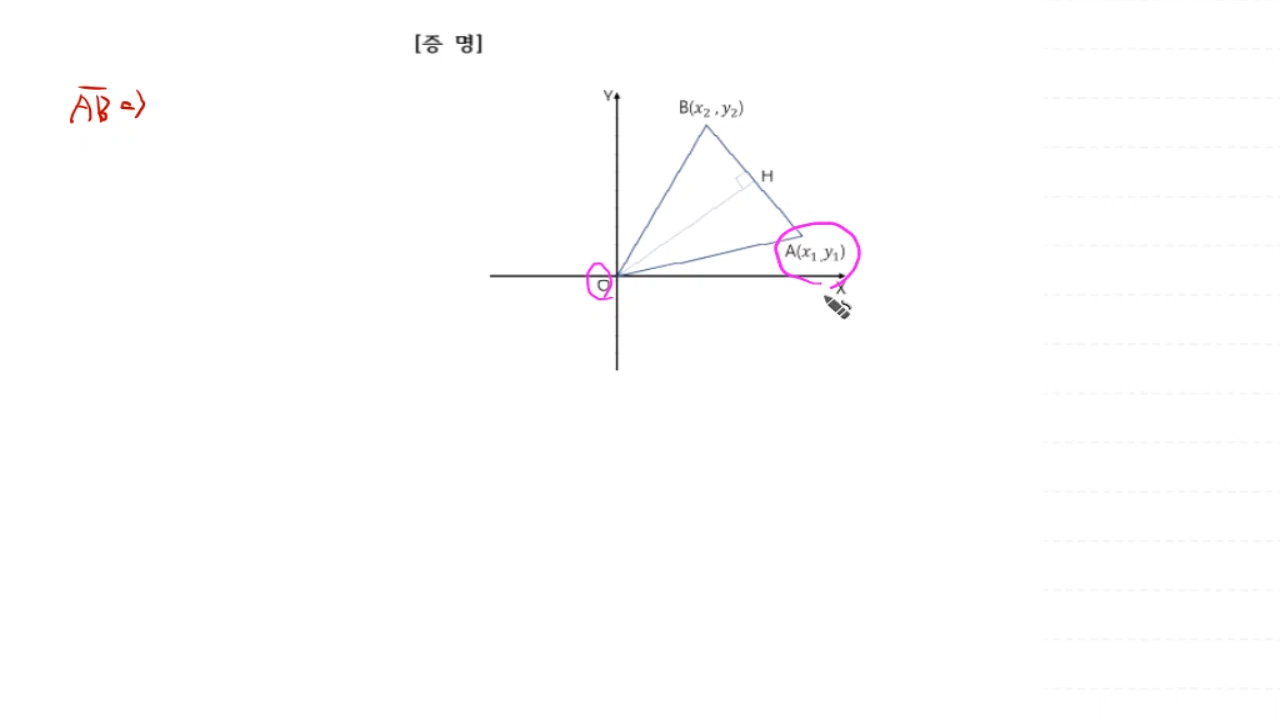 [증 명]
AB ⇒
Y
B(x₂ , y₂)
H
A(x₁ ,y₁)
O
X